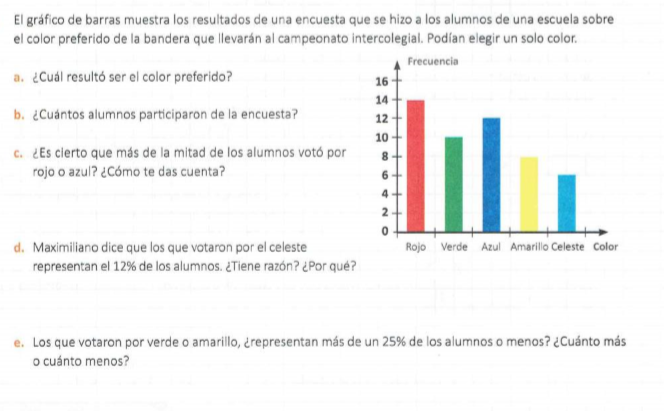 El gráfico de barras muestra los resultados de una encuesta que se hizo a los alumnos de una escuela sobre
el color preferido de la bandera que llevarán al campeonato intercolegial. Podían elegir un solo color.
a. ¿Cuál resultó ser el color preferido?
b. ¿Cuántos alumnos participaron de la encuesta?
c. ¿Es cierto que más de la mitad de los alumnos votó por
rojo o azul? ¿Cómo te das cuenta?
Frecuencia
16
14
12
10
8
6
4
2
0
Rojo Verde Azul Amarillo Celeste Color
d. Maximiliano dice que los que votaron por el celeste
representan el 12% de los alumnos. ¿Tiene razón? ¿Por qué?
e. Los que votaron por verde o amarillo, ¿representan más de un 25% de los alumnos o menos? ¿Cuánto más
o cuánto menos?